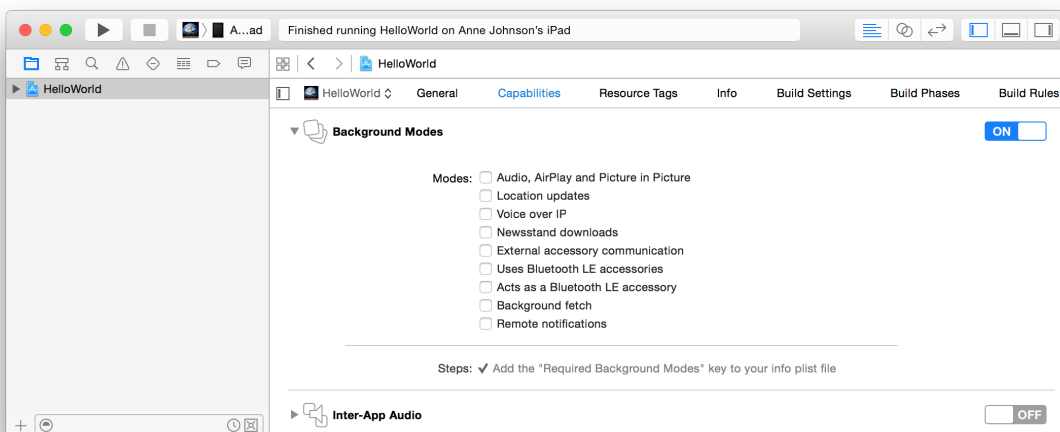 A...ad Finished running HelloWorld on Anne Johnson's iPad
HelloWorld
HelloWorld
HelloWorld General Capabilities Resource Tags Info Build Settings Build Phases Build Rules
Background Modes ON
Modes: Audio, AirPlay and Picture in Picture
Location updates
Voice over IP
Newsstand downloads
External accessory communication
Uses Bluetooth LE accessories
Acts as a Bluetooth LE accessory
Background fetch
Remote notifications
Steps: ✓ Add the "Required Background Modes" key to your info plist file
Inter-App Audio OFF